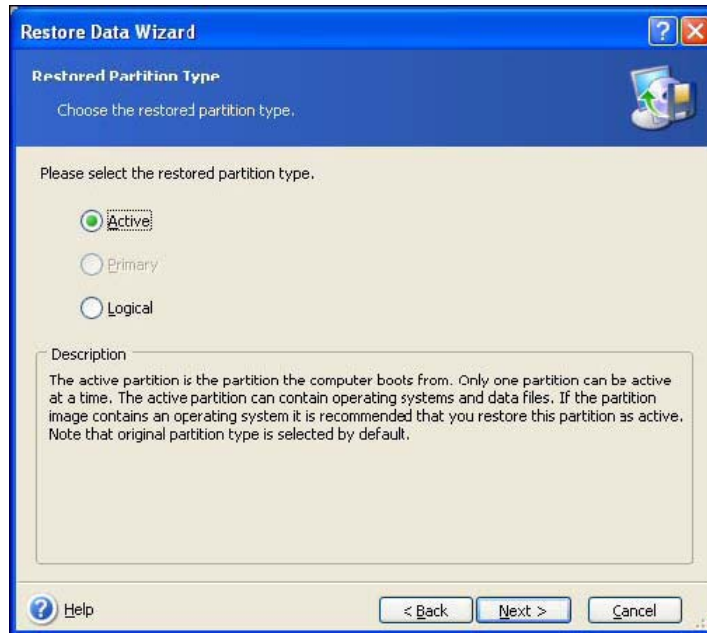 Restore Data Wizard
Restored Partition Type
Choose the restored partition type.
Please select the restored partition type.
Active
Primary
Logical
Description
The active partition is the partition the computer boots from. Only one partition can be active
at a time. The active partition can contain operating systems and data files. If the partition
image contains an operating system it is recommended that you restore this partition as active.
Note that original partition type is selected by default.
Help
< Back
Next >
Cancel